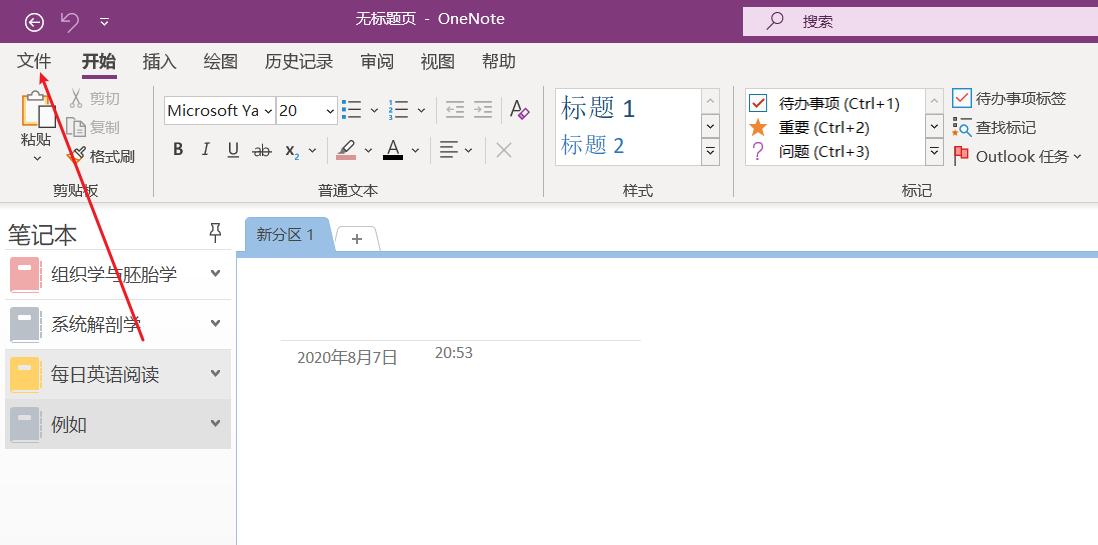 无标题页 - OneNote
搜索
文件 开始 插入 绘图 历史记录 审阅 视图 帮助
粘贴
剪切
复制
格式刷
剪贴板
Microsoft Ya 20
B I U ab x₂ A
普通文本
标题 1
标题 2
样式
待办事项 (Ctrl+1)
重要 (Ctrl+2)
问题 (Ctrl+3)
待办事项标签
查找标记
Outlook 任务
标记
笔记本
组织学与胚胎学
系统解剖学
每日英语阅读
例如
新分区 1
2020年8月7日 20:53